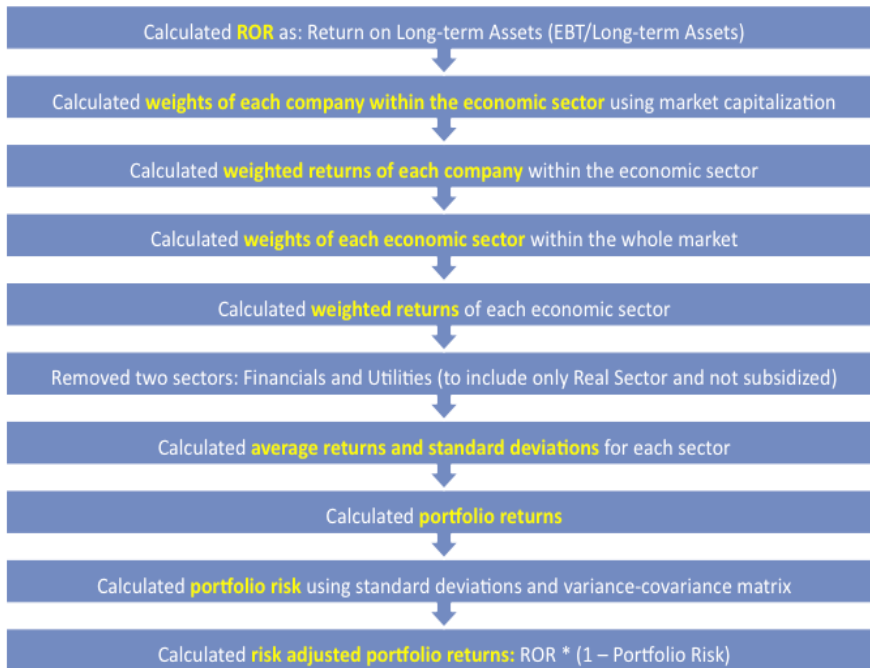 Calculated ROR as: Return on Long-term Assets (EBT/Long-term Assets)
Calculated weights of each company within the economic sector using market capitalization
Calculated weighted returns of each company within the economic sector
Calculated weights of each economic sector within the whole market
Calculated weighted returns of each economic sector
Removed two sectors: Financials and Utilities (to include only Real Sector and not subsidized)
Calculated average returns and standard deviations for each sector
Calculated portfolio returns
Calculated portfolio risk using standard deviations and variance-covariance matrix
Calculated risk adjusted portfolio returns: ROR * (1 – Portfolio Risk)